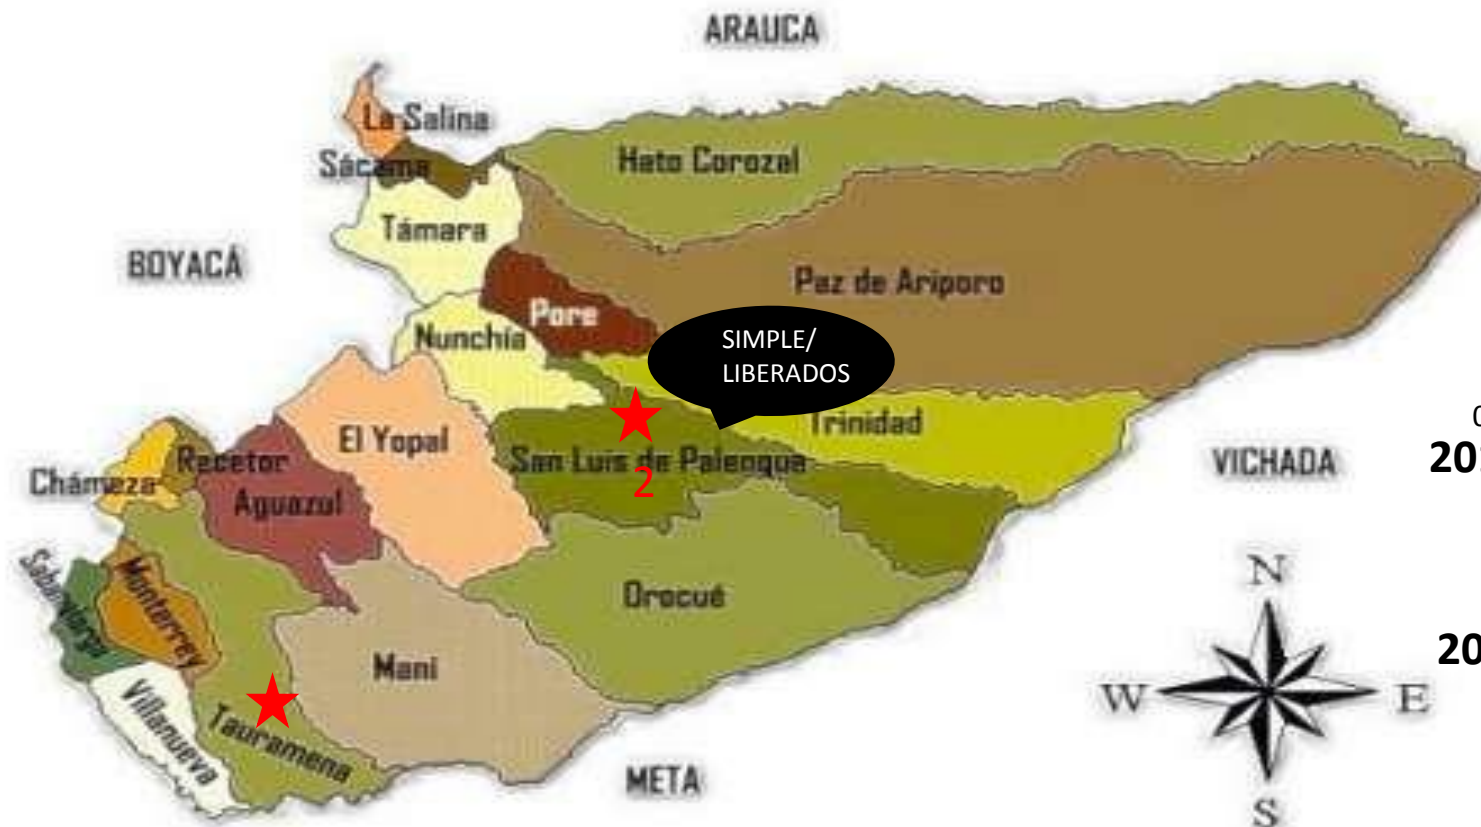 ARAUCA
La Salina
Sácama
Hato Corozal
Támara
BOYACÁ
Paz de Ariporo
Pore
Nunchía
SIMPLE/
LIBERADOS
Trinidad
El Yopal
San Luis de Palenque
2
VICHADA
Recetor
Chámeza
Aguazul
Monterrey
Orocué
Maní
Villanueva
Tauramena
META
N
W
E
S